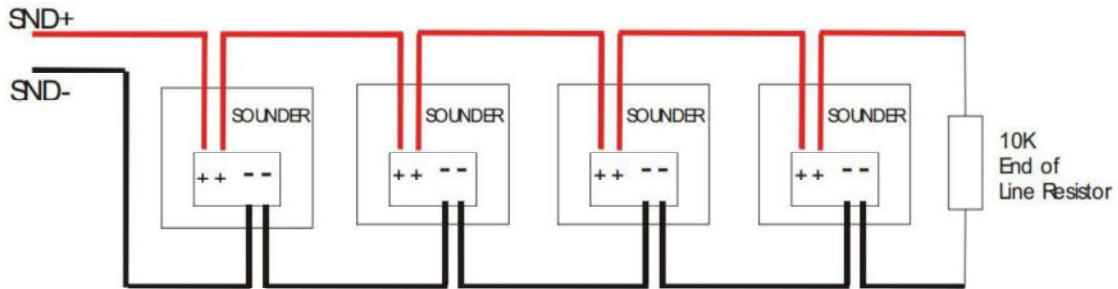 SND+
SND-
SOUNDER
SOUNDER
SOUNDER
SOUNDER
++ --
++ --
++ --
++ --
10K
End of
Line Resistor